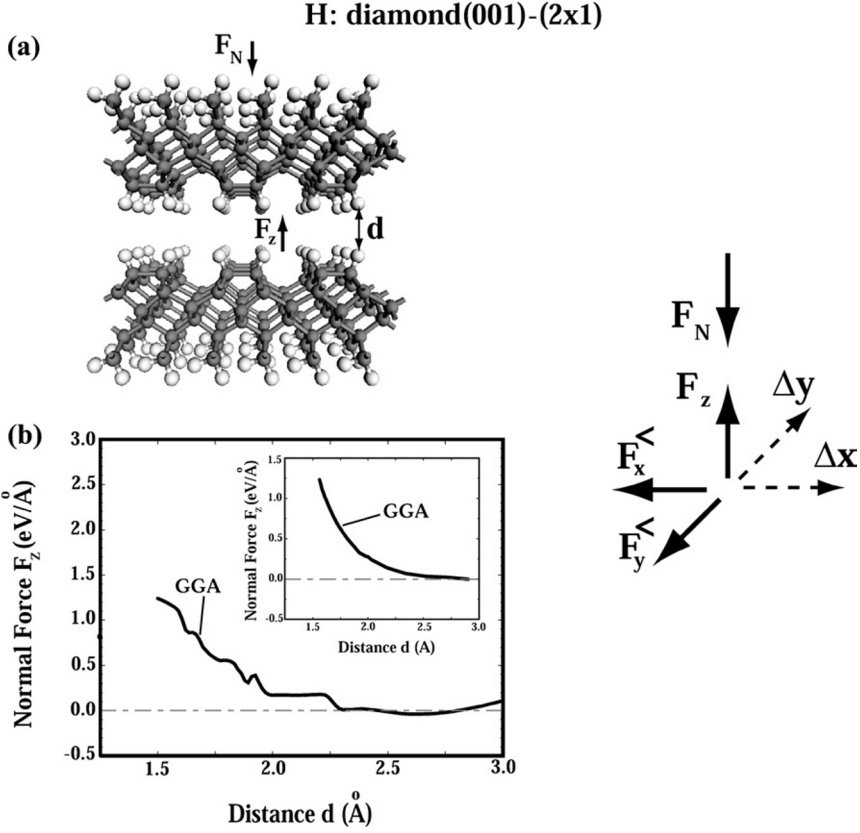 H: diamond(001)-(2x1)
(a)
F_N
F_z
d
F_N
F_z
Δy
F_x^<
Δx
F_y^<
(b)
Normal Force F_z (eV/Å)
3.0
2.5
2.0
1.5
1.0
0.5
0.0
-0.5
GGA
1.5
2.0
2.5
3.0
Distance d (Å)
Normal Force F_z (eV/Å)
1.5
1.0
0.5
0.0
-0.5
GGA
1.5
2.0
2.5
3.0
Distance d (A)